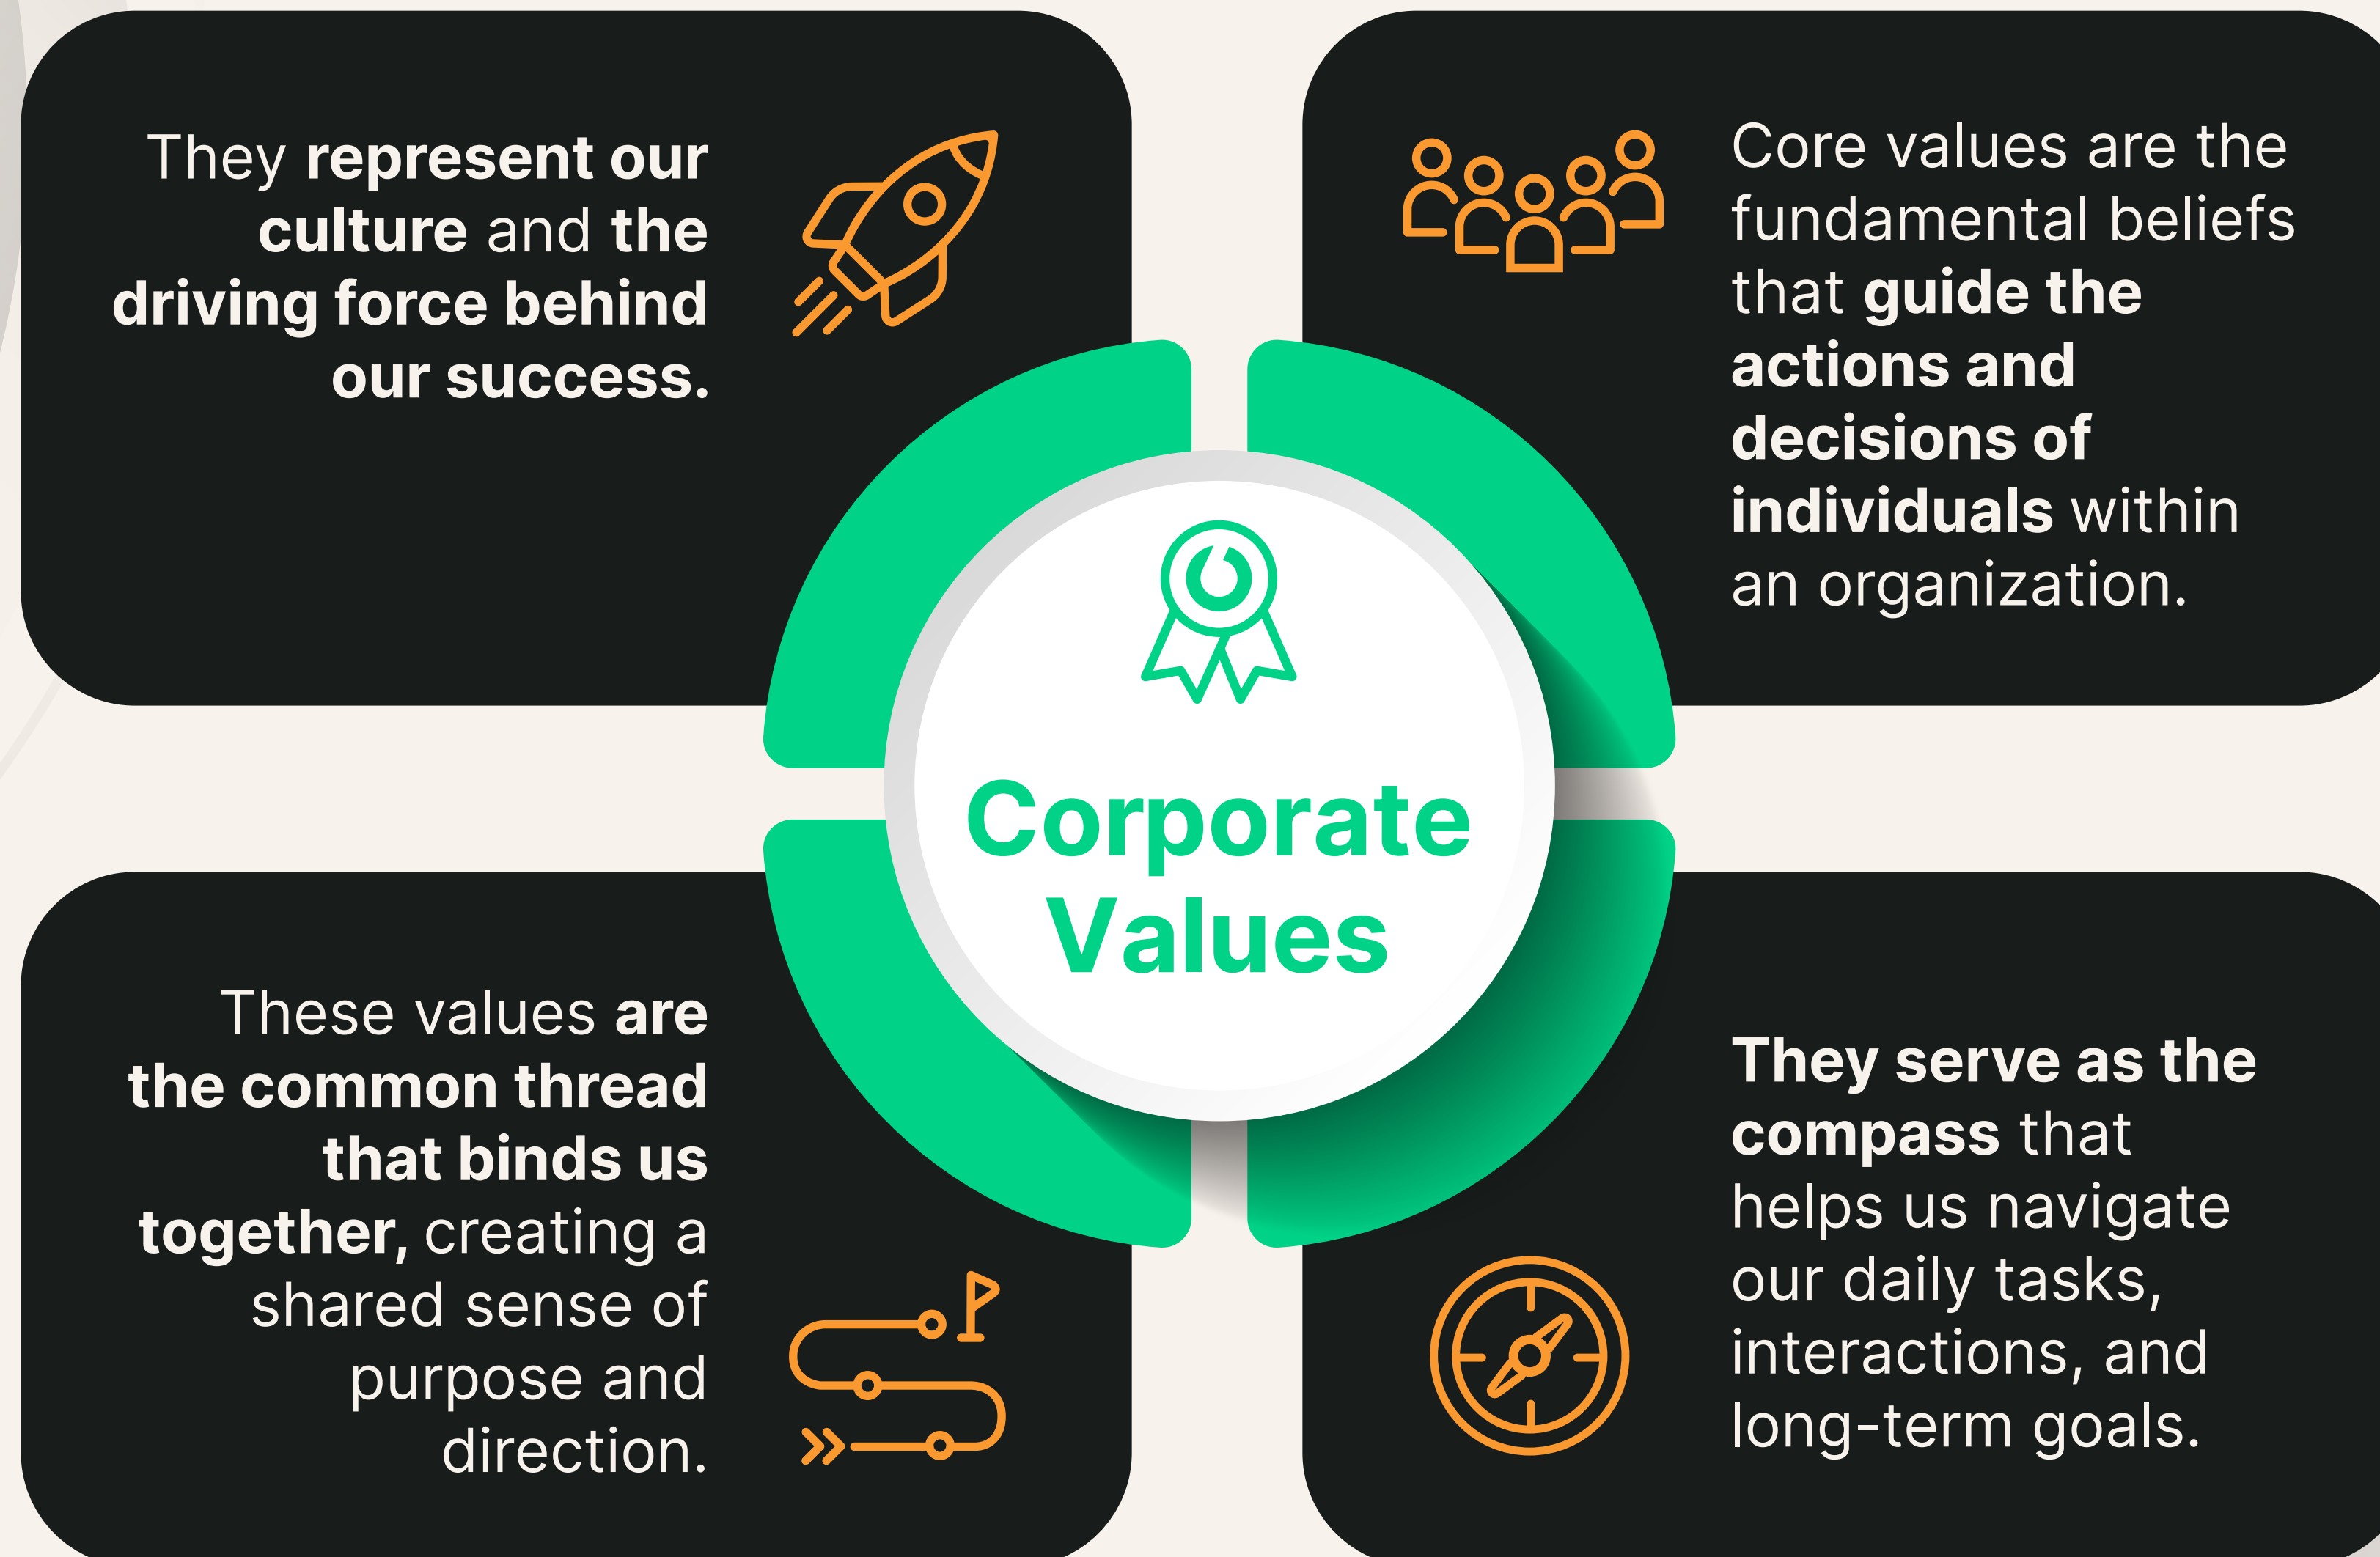 They represent our
culture and the
driving force behind
our success.
Core values are the
fundamental beliefs
that guide the
actions and
decisions of
individuals within
an organization.
Corporate
Values
These values are
the common thread
that binds us
together, creating a
shared sense of
purpose and
direction.
They serve as the
compass that
helps us navigate
our daily tasks,
interactions, and
long-term goals.